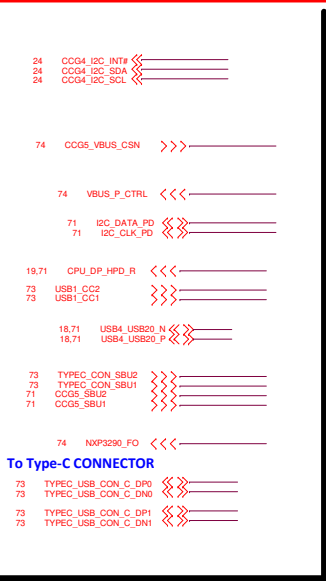 24 CCG4_I2C_INT#
24 CCG4_I2C_SDA
24 CCG4_I2C_SCL
74 CCG5_VBUS_CSN
74 VBUS_P_CTRL
71 I2C_DATA_PD
71 I2C_CLK_PD
19,71 CPU_DP_HPD_R
73 USB1_CC2
73 USB1_CC1
18,71 USB4_USB20_N
18,71 USB4_USB20_P
73 TYPEC_CON_SBU2
73 TYPEC_CON_SBU1
71 CCG5_SBU2
71 CCG5_SBU1
74 NXP3290_FO
To Type-C CONNECTOR
73 TYPEC_USB_CON_C_DP0
73 TYPEC_USB_CON_C_DN0
73 TYPEC_USB_CON_C_DP1
73 TYPEC_USB_CON_C_DN1